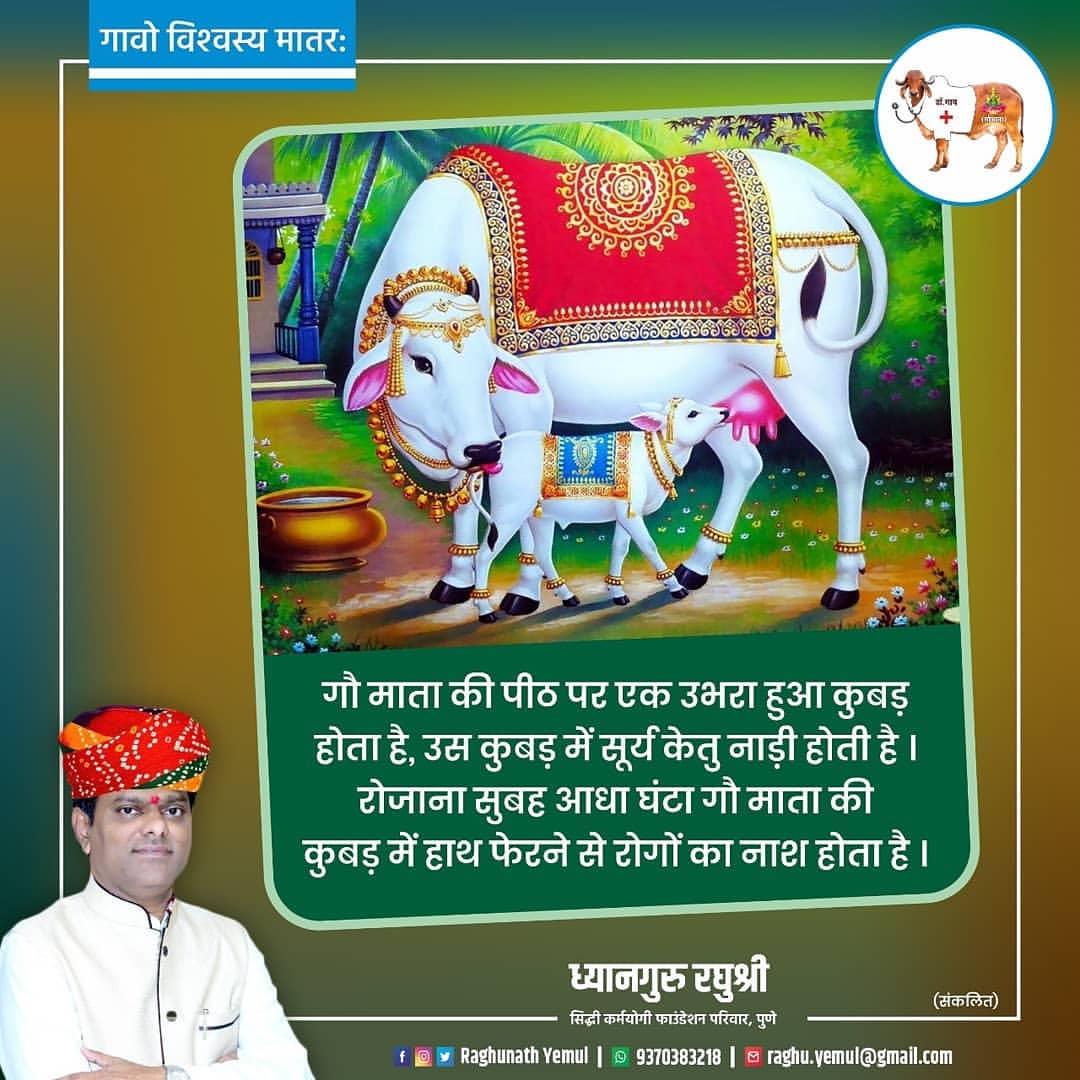 गावो विश्वस्य मातर:
डॉ.गाय
(गोमाता)
गौ माता की पीठ पर एक उभरा हुआ कुबड़
होता है, उस कुबड़ में सूर्य केतु नाड़ी होती है ।
रोजाना सुबह आधा घंटा गौ माता की
कुबड़ में हाथ फेरने से रोगों का नाश होता है ।
ध्यानगुरु रघुश्री
(संकलित)
सिद्धी कर्मयोगी फाउंडेशन परिवार, पुणे
Raghunath Yemul | 9370383218 | raghu.yemul@gmail.com